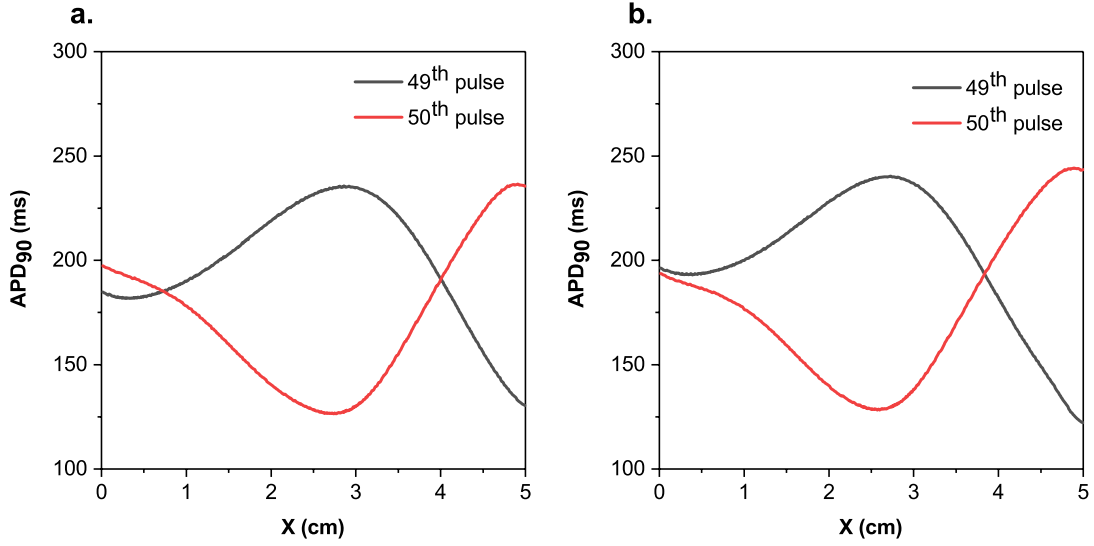 a.
300
250
200
150
100
APD90 (ms)
49th pulse
50th pulse
0 1 2 3 4 5
X (cm)
b.
300
250
200
150
100
APD90 (ms)
49th pulse
50th pulse
0 1 2 3 4 5
X (cm)